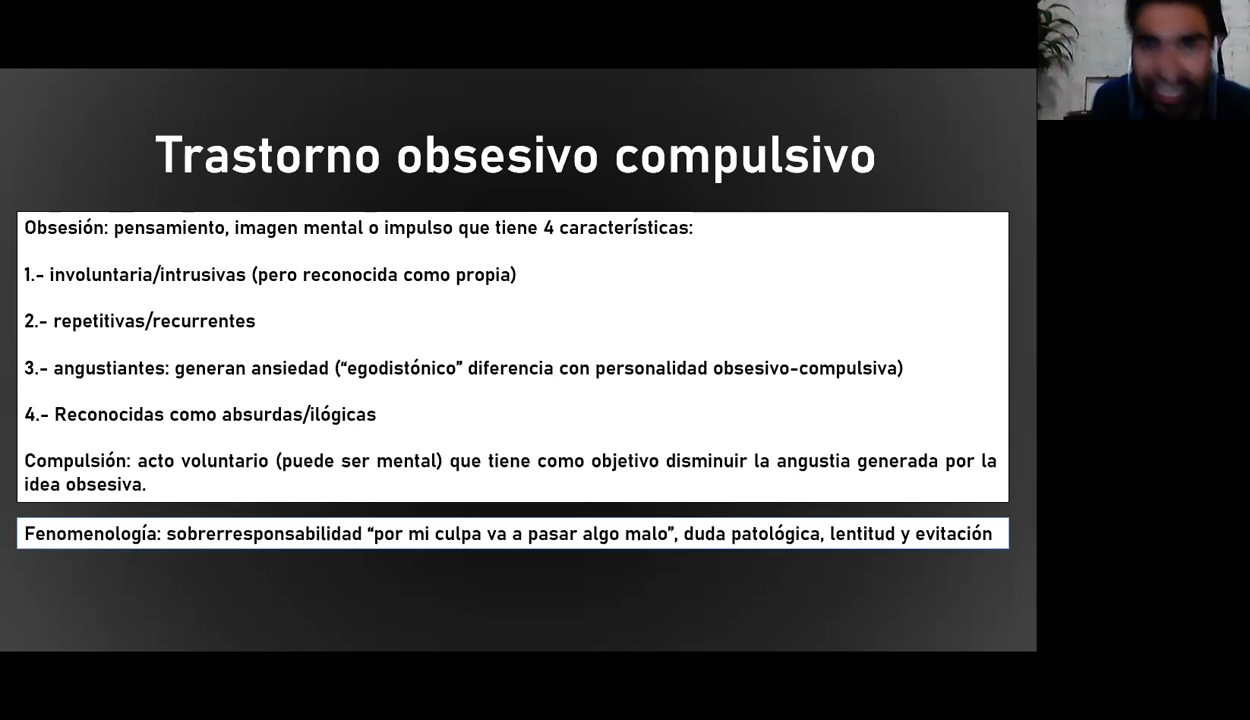 Trastorno obsesivo compulsivo
Obsesión: pensamiento, imagen mental o impulso que tiene 4 características:
1.- involuntaria/intrusivas (pero reconocida como propia)
2.- repetitivas/recurrentes
3.- angustiantes: generan ansiedad (“egodistónico” diferencia con personalidad obsesivo-compulsiva)
4.- Reconocidas como absurdas/ilógicas
Compulsión: acto voluntario (puede ser mental) que tiene como objetivo disminuir la angustia generada por la
idea obsesiva.
Fenomenología: sobrerresponsabilidad “por mi culpa va a pasar algo malo”, duda patológica, lentitud y evitación